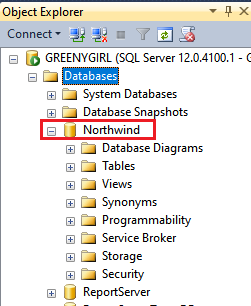 Object Explorer
Connect
GREENYGIRL (SQL Server 12.0.4100.1 -
Databases
System Databases
Database Snapshots
Northwind
Database Diagrams
Tables
Views
Synonyms
Programmability
Service Broker
Storage
Security
ReportServer